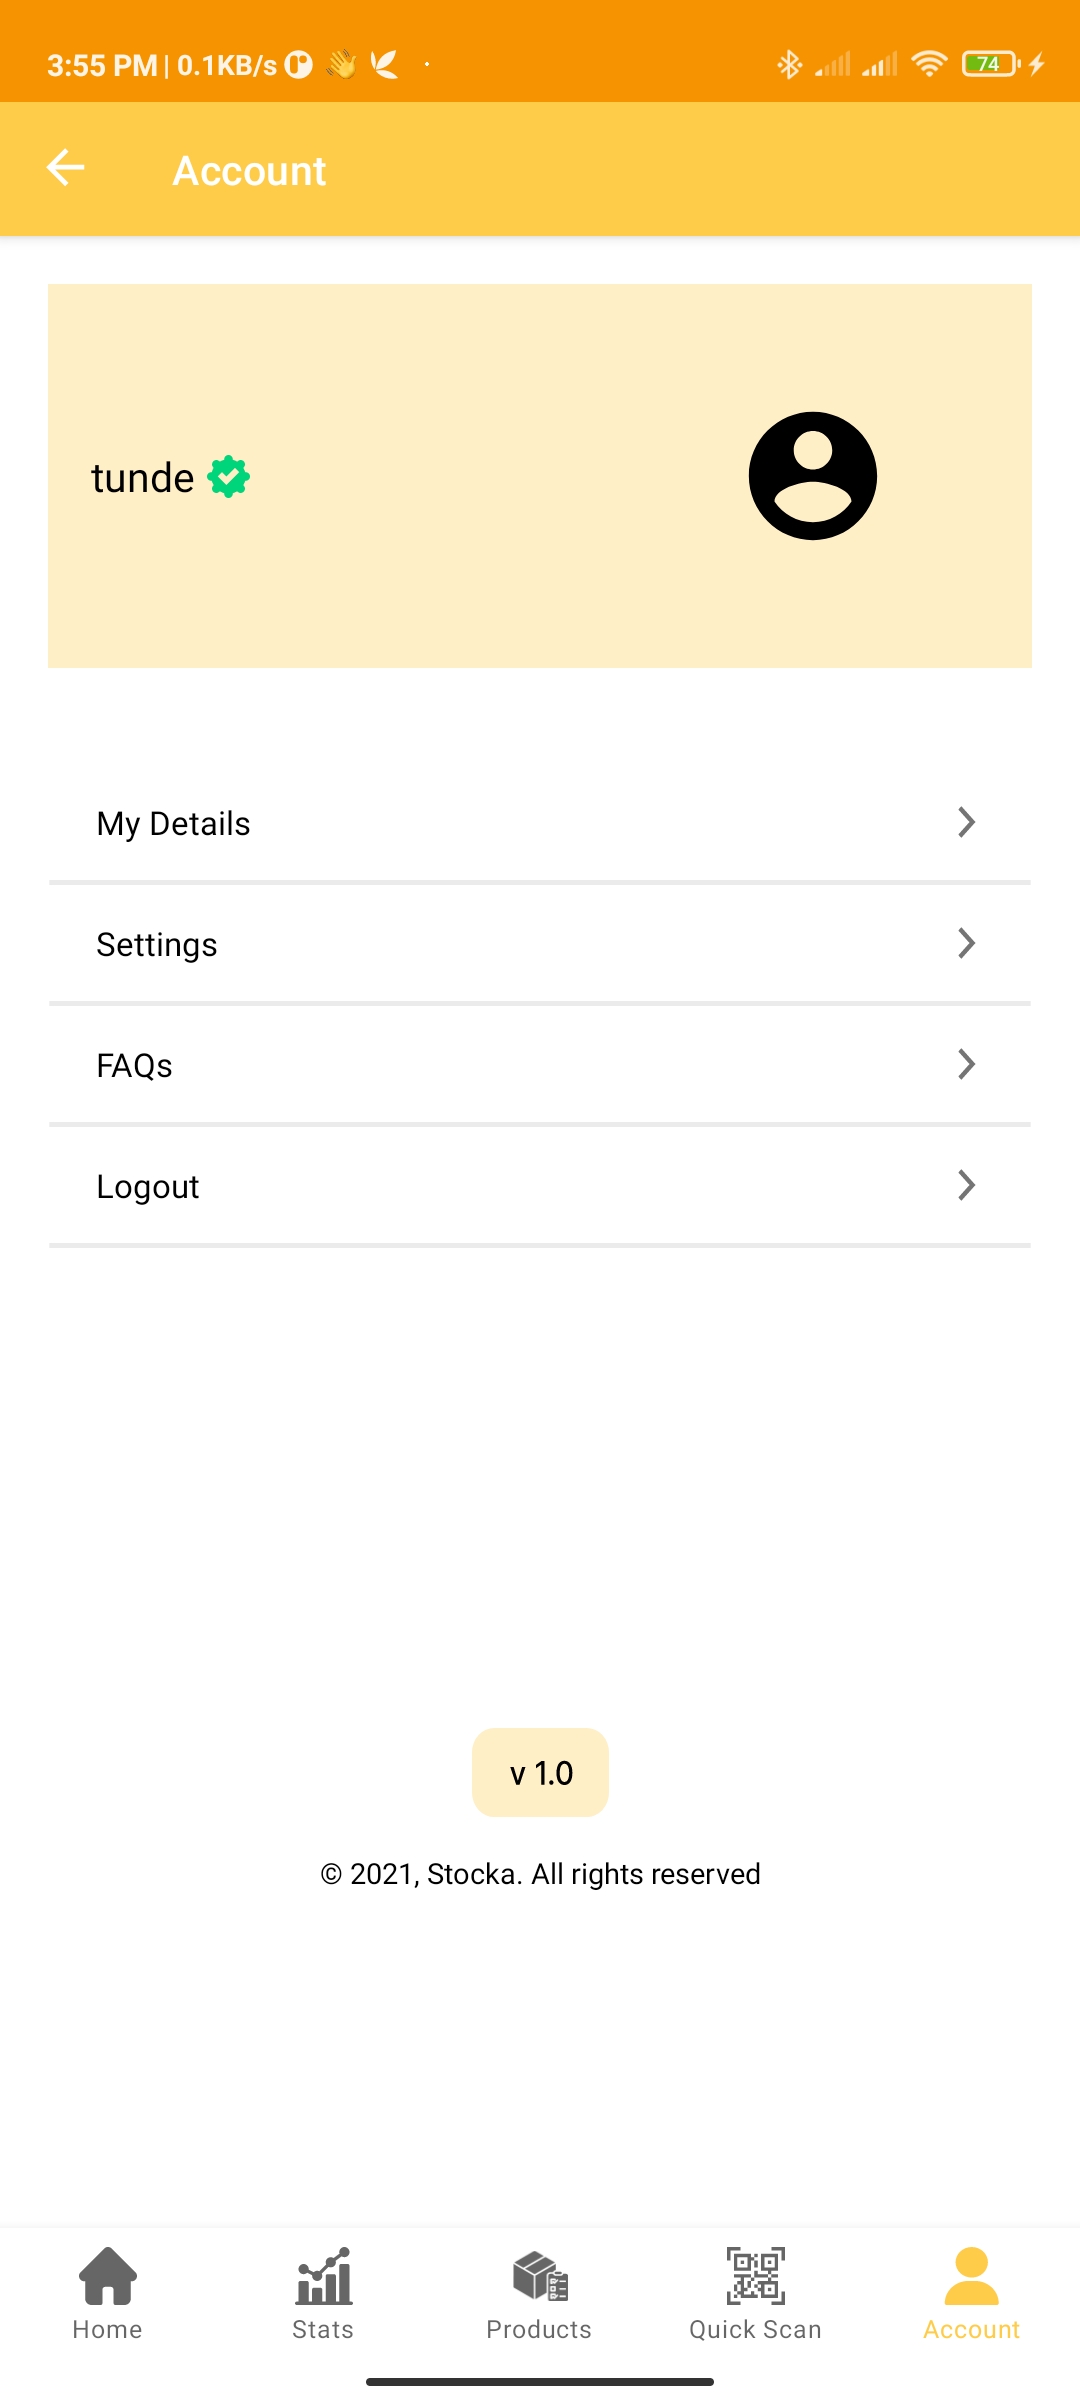 3:55 PM | 0.1KB/s
74
Account
tunde
My Details
Settings
FAQs
Logout
v 1.0
© 2021, Stocka. All rights reserved
Home
Stats
Products
Quick Scan
Account